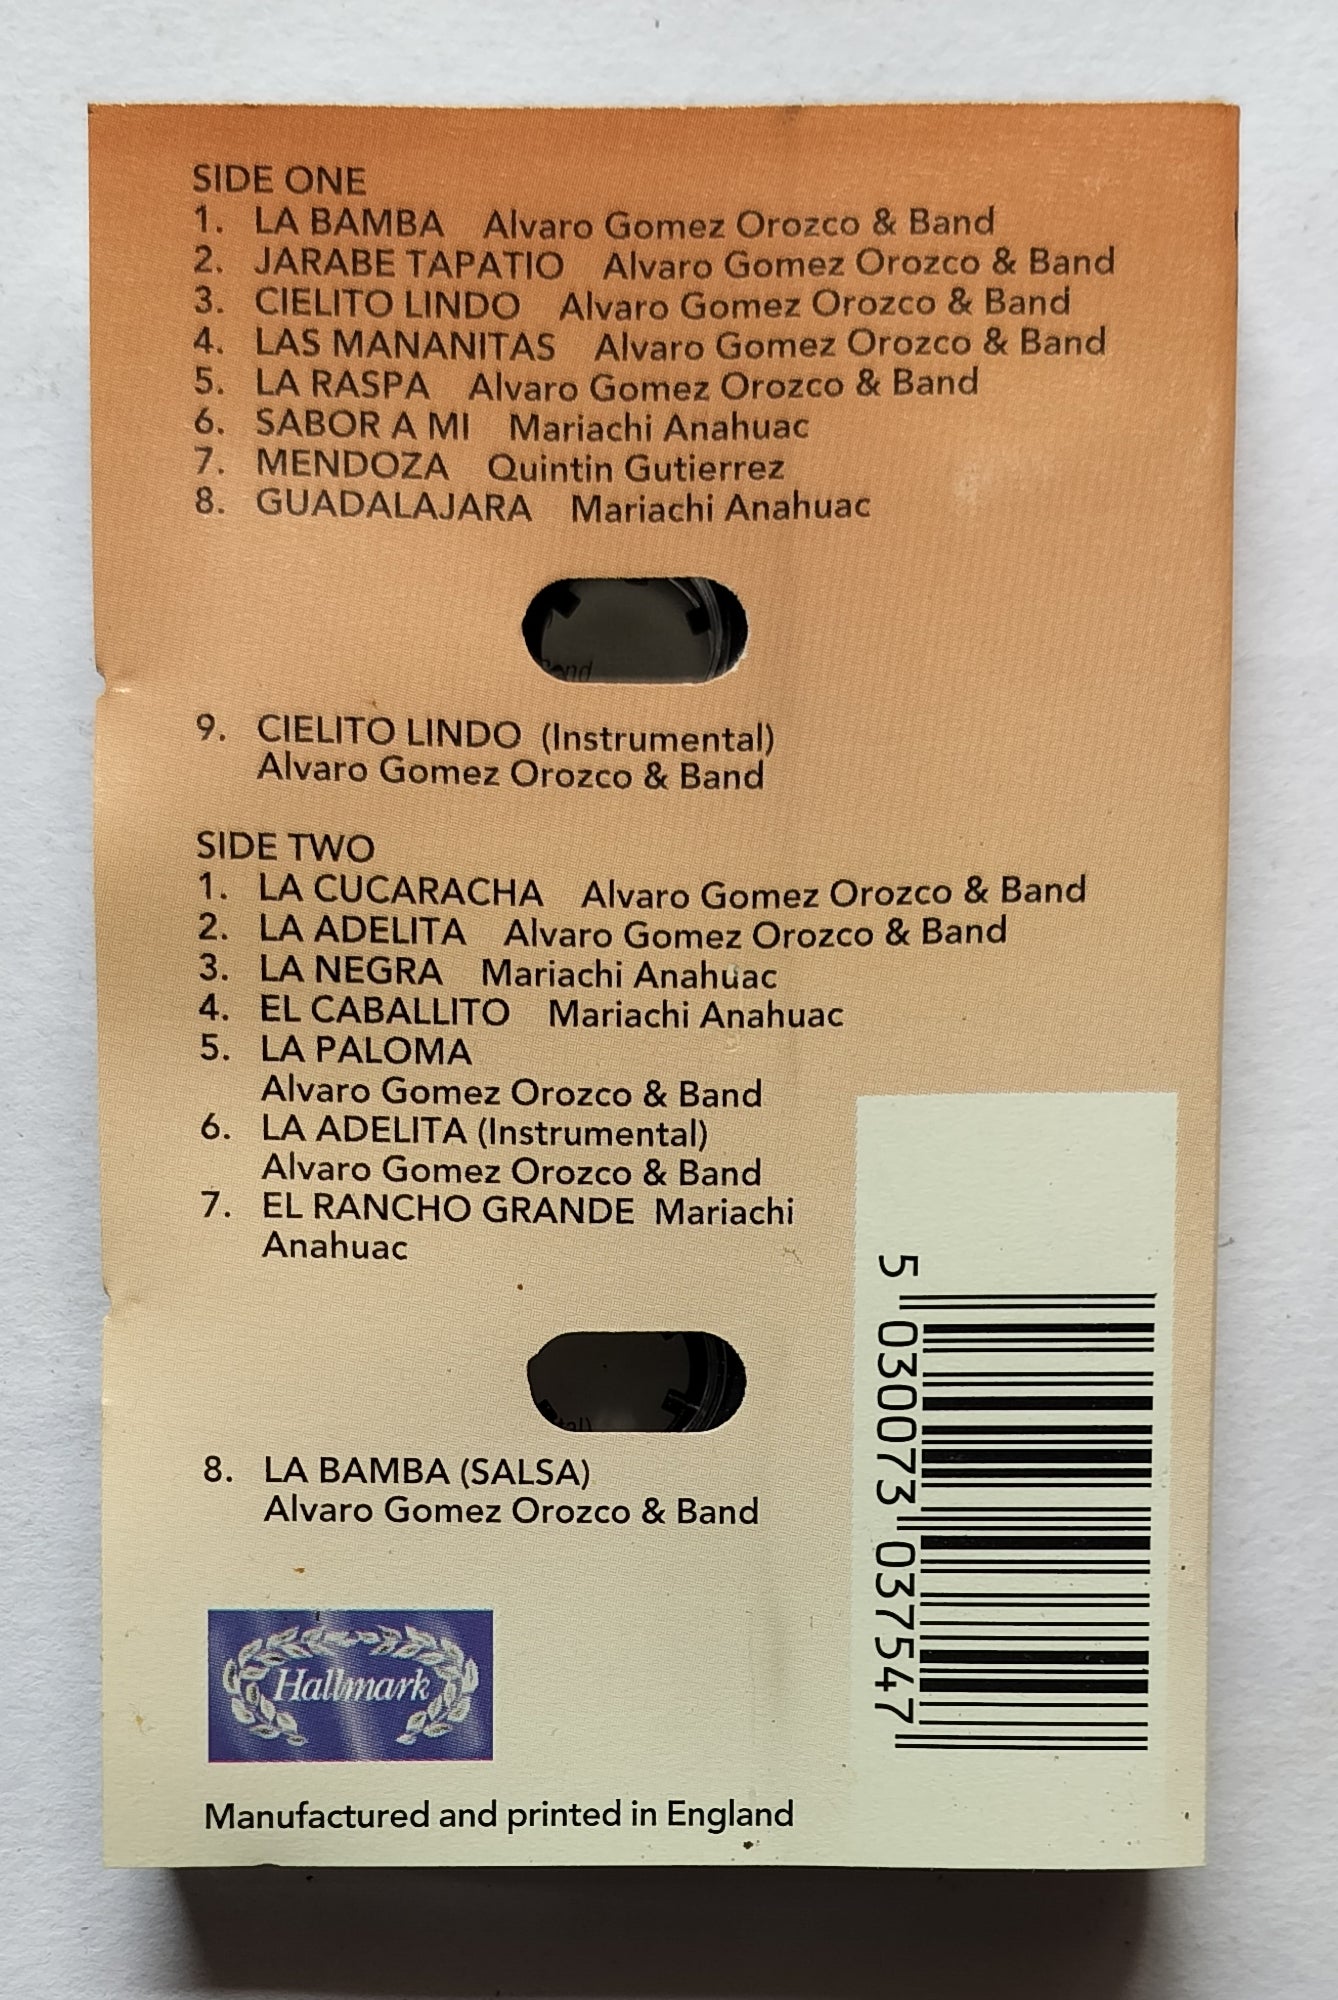 SIDE ONE
1. LA BAMBA Alvaro Gomez Orozco & Band
2. JARABE TAPATIO Alvaro Gomez Orozco & Band
3. CIELITO LINDO Alvaro Gomez Orozco & Band
4. LAS MANANITAS Alvaro Gomez Orozco & Band
5. LA RASPA Alvaro Gomez Orozco & Band
6. SABOR A MI Mariachi Anahuac
7. MENDOZA Quintin Gutierrez
8. GUADALAJARA Mariachi Anahuac
9. CIELITO LINDO (Instrumental)
Alvaro Gomez Orozco & Band
SIDE TWO
1. LA CUCARACHA Alvaro Gomez Orozco & Band
2. LA ADELITA Alvaro Gomez Orozco & Band
3. LA NEGRA Mariachi Anahuac
4. EL CABALLITO Mariachi Anahuac
5. LA PALOMA
Alvaro Gomez Orozco & Band
6. LA ADELITA (Instrumental)
Alvaro Gomez Orozco & Band
7. EL RANCHO GRANDE Mariachi
Anahuac
8. LA BAMBA (SALSA)
Alvaro Gomez Orozco & Band
Hallmark
Manufactured and printed in England
5 030073 037547